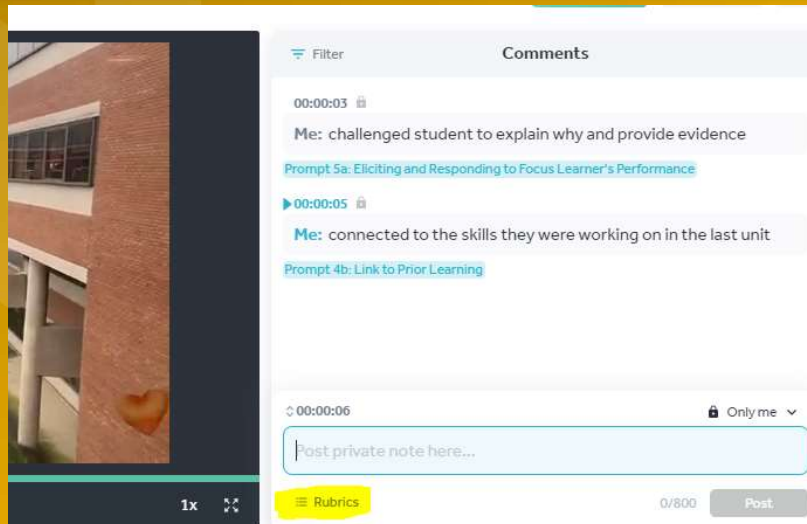 Filter
Comments
00:00:03
Me: challenged student to explain why and provide evidence
Prompt 5a: Eliciting and Responding to Focus Learner's Performance
00:00:05
Me: connected to the skills they were working on in the last unit
Prompt 4b: Link to Prior Learning
00:00:06
Only me
Post private note here...
1x
Rubrics
0/800
Post